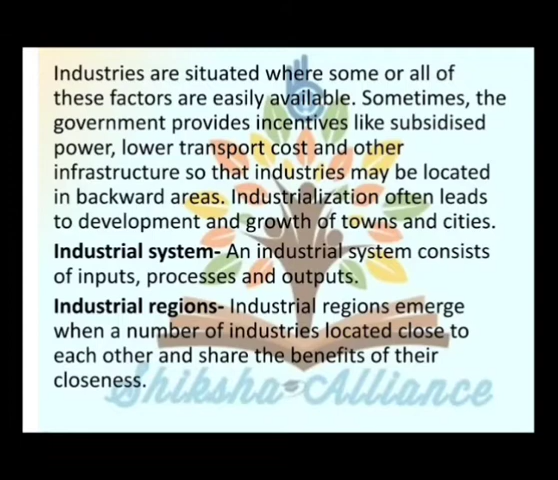 Industries are situated where some or all of
these factors are easily available. Sometimes, the
government provides incentives like subsidised
power, lower transport cost and other
infrastructure so that industries may be located
in backward areas. Industrialization often leads
to development and growth of towns and cities.
Industrial system- An industrial system consists
of inputs, processes and outputs.
Industrial regions- Industrial regions emerge
when a number of industries located close to
each other and share the benefits of their
closeness.
Shiksha-Alliance